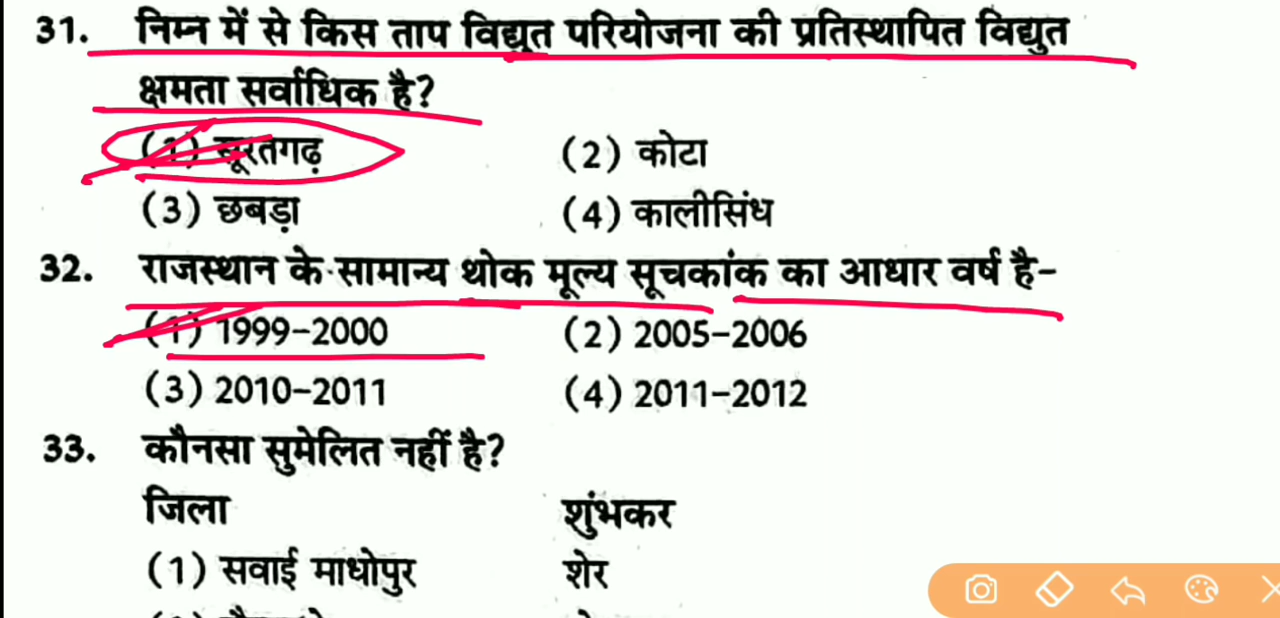 31. निम्न में से किस ताप विद्युत परियोजना की प्रतिस्थापित विद्युत
क्षमता सर्वाधिक है?
(1) सूरतगढ़ (2) कोटा
(3) छबड़ा (4) कालीसिंध
32. राजस्थान के सामान्य थोक मूल्य सूचकांक का आधार वर्ष है-
(1) 1999-2000 (2) 2005-2006
(3) 2010-2011 (4) 2011-2012
33. कौनसा सुमेलित नहीं है?
जिला शुंभकर
(1) सवाई माधोपुर शेर